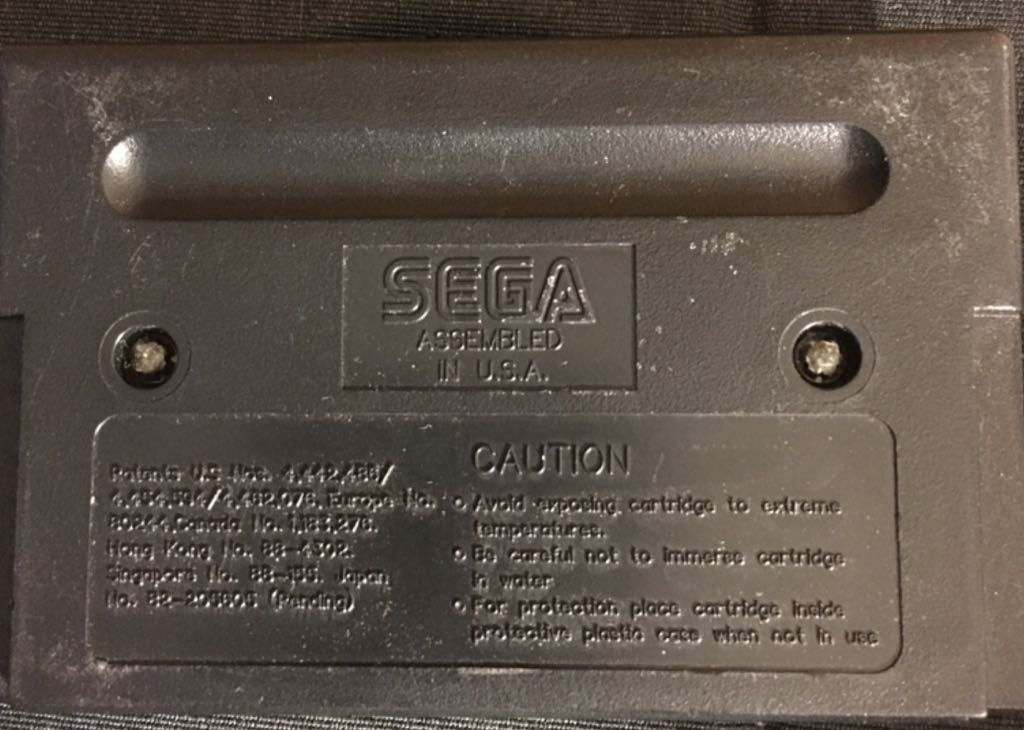 SEGA
ASSEMBLED
IN U.S.A.
Patents U.S Nos. 4,442,486/
4,454,594/4,462,076, Europe No.
80244,Canada No. 1,183,276.
Hong Kong No. 88-4302.
Singapore No. 88-155. Japan
No. 82-205605 (Pending)
CAUTION
• Avoid exposing cartridge to extreme
temperatures.
• Be careful not to immerse cartridge
in water
• For protection, place cartridge inside
protective plastic case when not in use